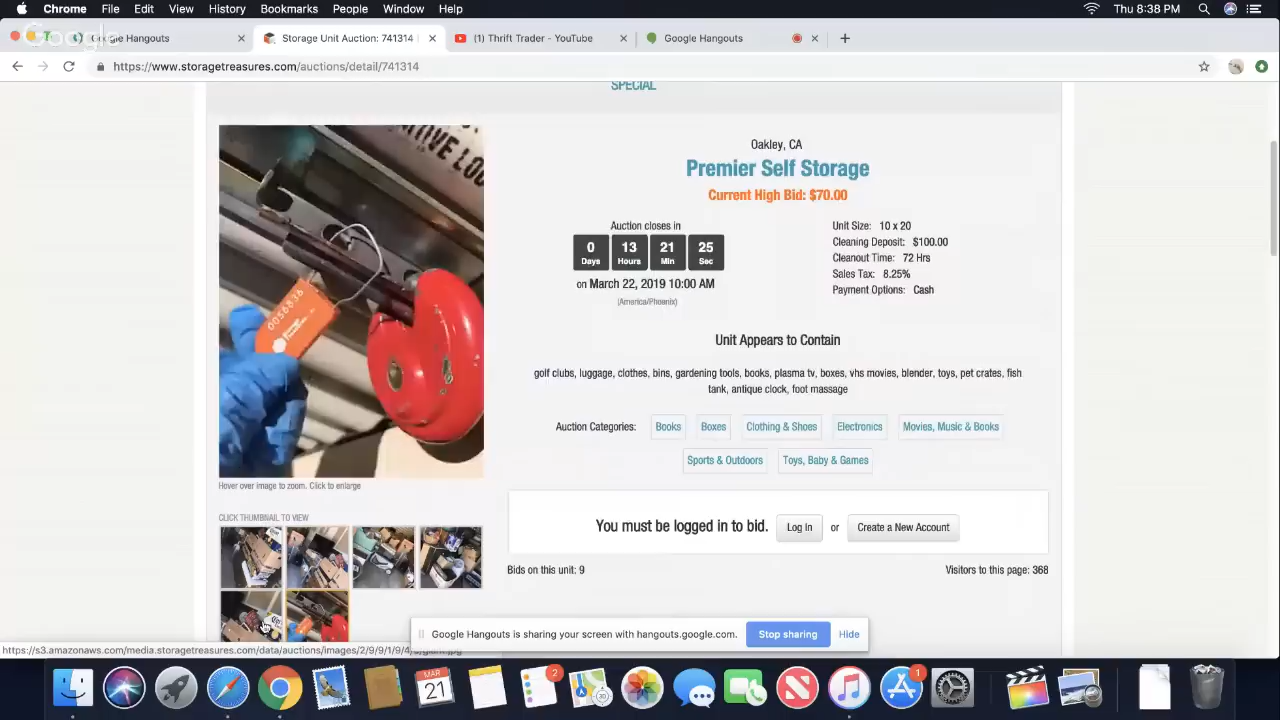 Chrome File Edit View History Bookmarks People Window Help Thu 8:38 PM
Google Hangouts Storage Unit Auction: 741314 (1) Thrift Trader - YouTube Google Hangouts
https://www.storagetreasures.com/auctions/detail/741314
SPECIAL
Oakley, CA
Premier Self Storage
Current High Bid: $70.00
Auction closes in
0 13 21 25
Days Hours Min Sec
on March 22, 2019 10:00 AM
(America/Phoenix)
Unit Size: 10 x 20
Cleaning Deposit: $100.00
Cleanout Time: 72 Hrs
Sales Tax: 8.25%
Payment Options: Cash
0056836
Unit Appears to Contain
golf clubs, luggage, clothes, bins, gardening tools, books, plasma tv, boxes, vhs movies, blender, toys, pet crates, fish
tank, antique clock, foot massage
Auction Categories: Books Boxes Clothing & Shoes Electronics Movies, Music & Books
Sports & Outdoors Toys, Baby & Games
Hover over image to zoom. Click to enlarge
CLICK THUMBNAIL TO VIEW
You must be logged in to bid. Log In or Create a New Account
Bids on this unit: 9 Visitors to this page: 368
Google Hangouts is sharing your screen with hangouts.google.com. Stop sharing Hide
MAR
21
2
1